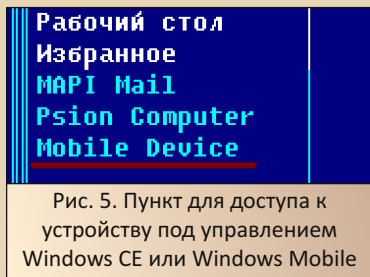 Рабочий стол
Избранное
MAPI Mail
Psion Computer
Mobile Device
Рис. 5. Пункт для доступа к
устройству под управлением
Windows CE или Windows Mobile